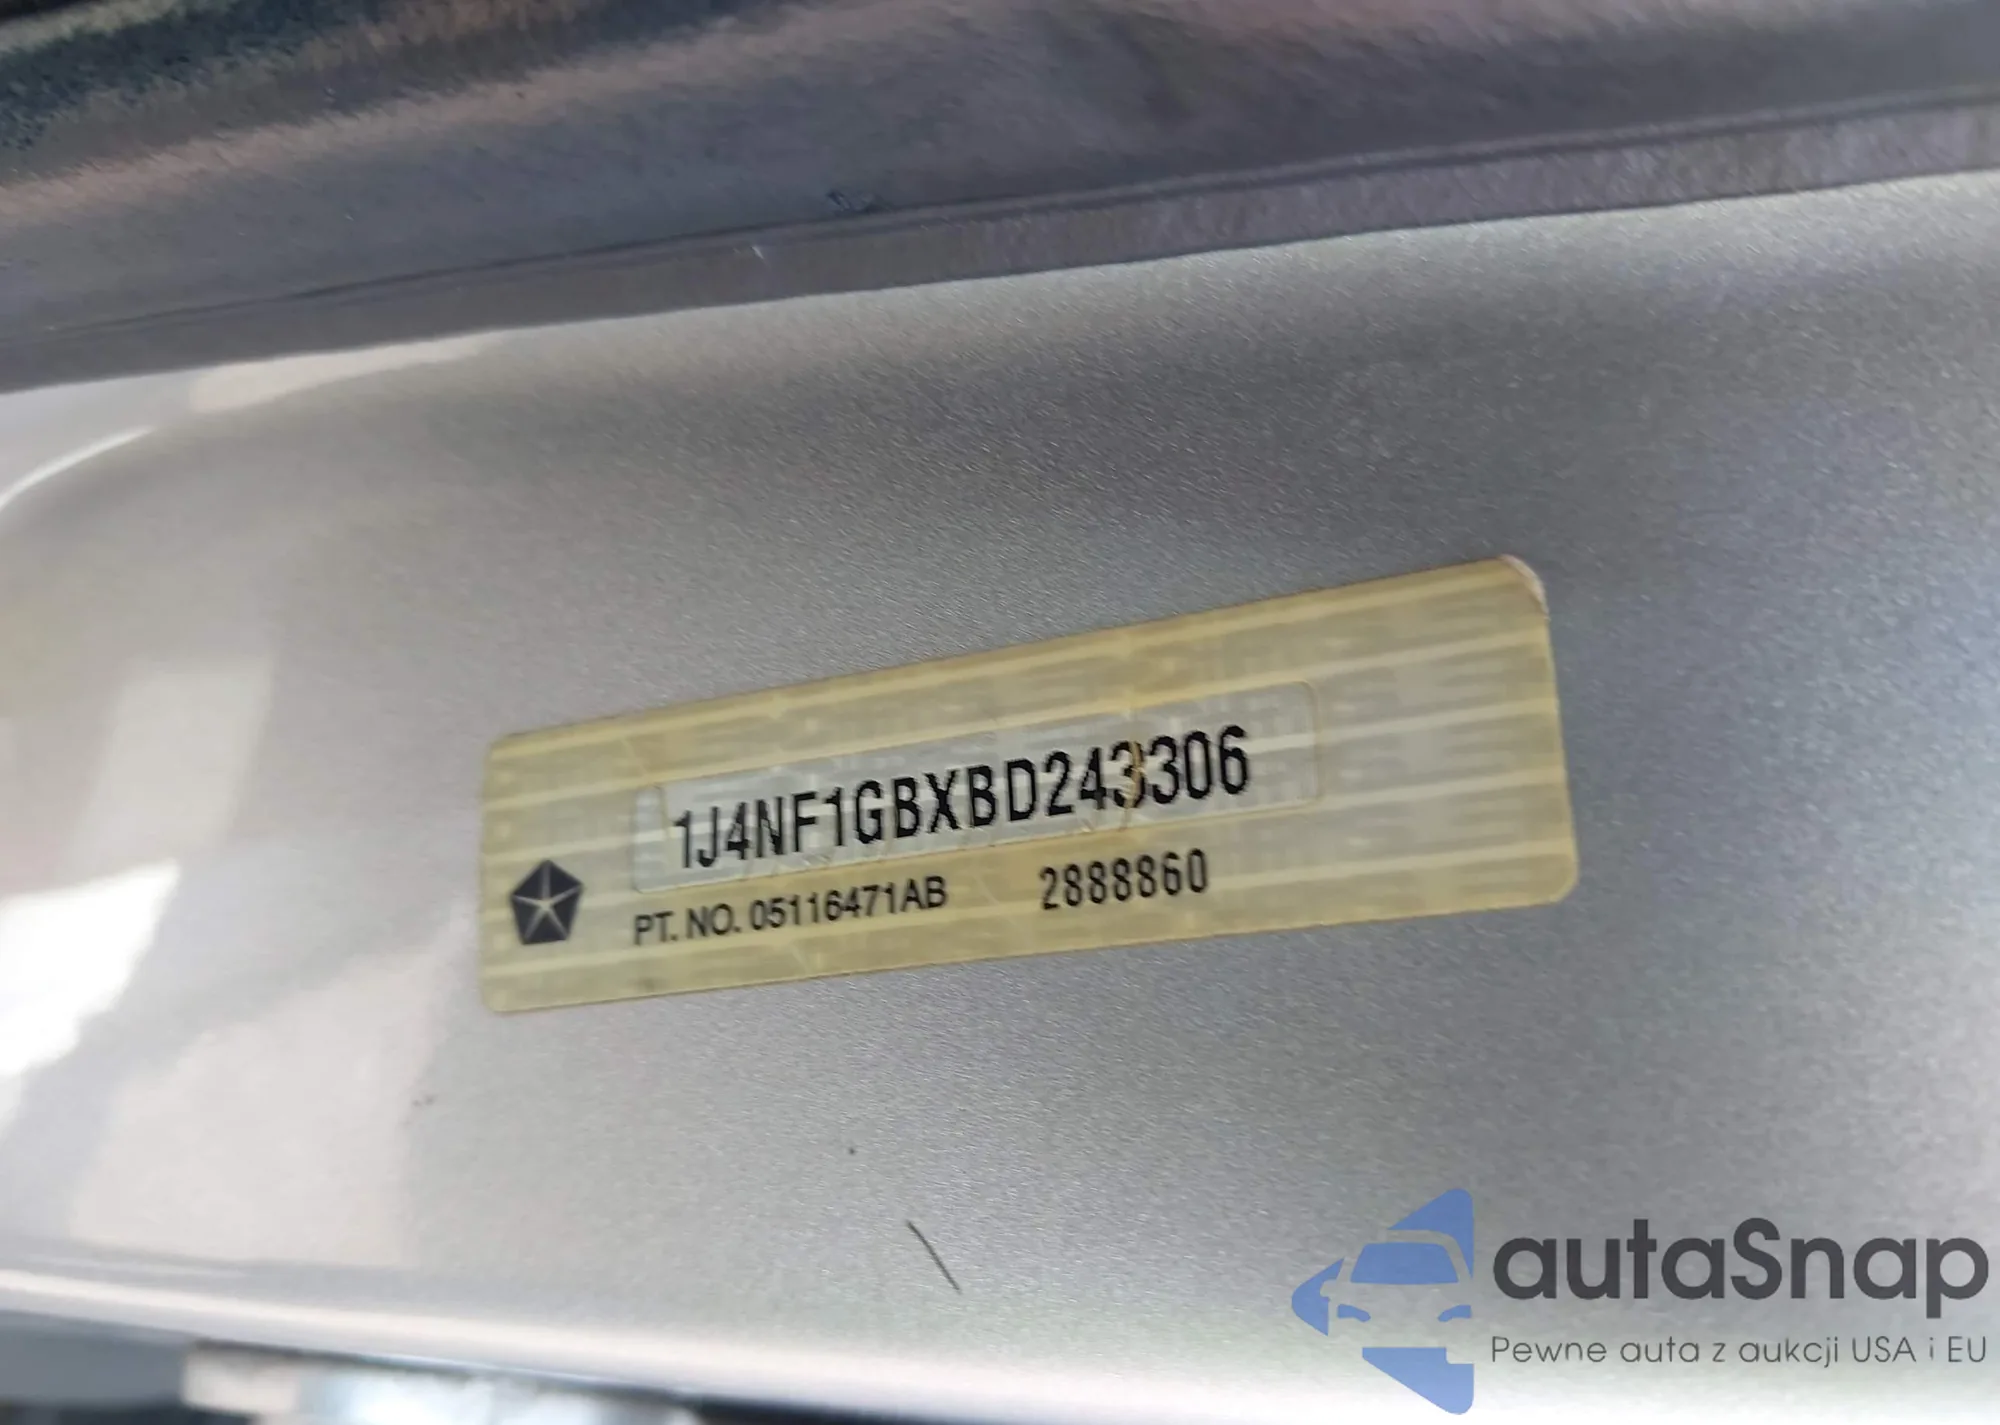 1J4NF1GBXBD243306
PT. NO. 05116471AB 2888860
autaSnap
Pewne auta z aukcji USA i EU